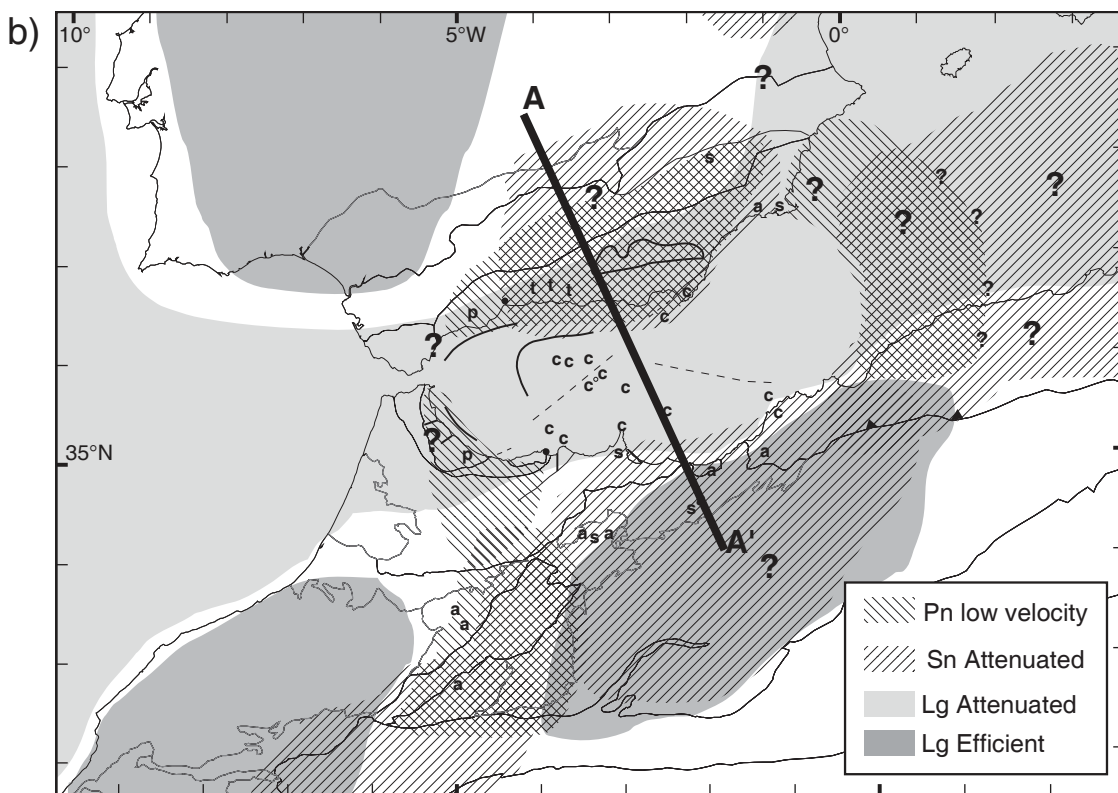 b)
10°
5°W
0°
?
A
s
?
?
?
?
?
?
a s
t f t
c
?
p
c
?
?
?
c c c
c
c c
c
c
c
?
c
c
c
p
s
a
a
35°N
s
a s a
A'
?
a
a
a
Pn low velocity
Sn Attenuated
Lg Attenuated
Lg Efficient